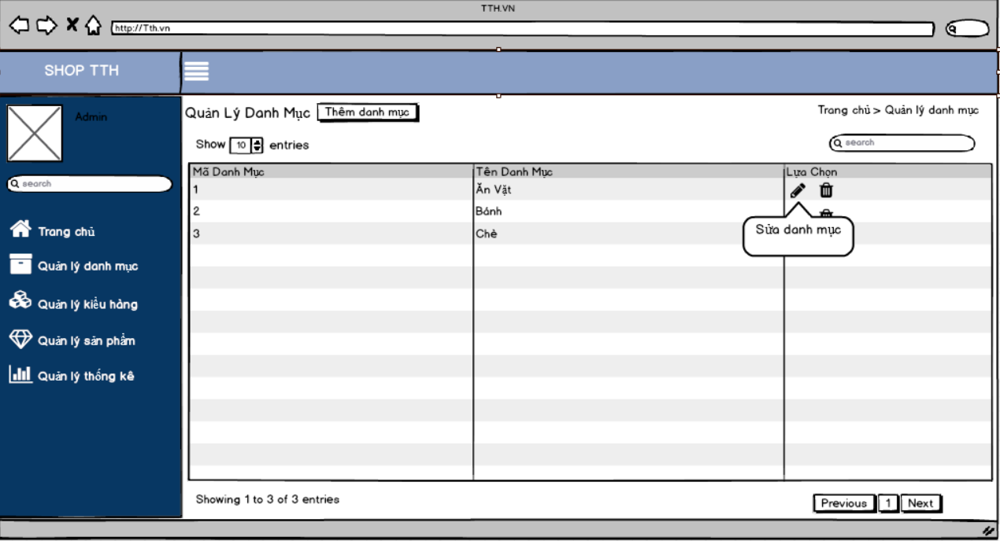 TTH.VN
http://Tth.vn
SHOP TTH
Admin
search
Trang chủ
Quản lý danh mục
Quản lý kiểu hàng
Quản lý sản phẩm
Quản lý thống kê
Quản Lý Danh Mục Thêm danh mục
Trang chủ > Quản lý danh mục
Show 10 entries
search
Mã Danh Mục Tên Danh Mục Lựa Chọn
1 Ăn Vặt
2 Bánh
3 Chè
Sửa danh mục
Showing 1 to 3 of 3 entries
Previous 1 Next